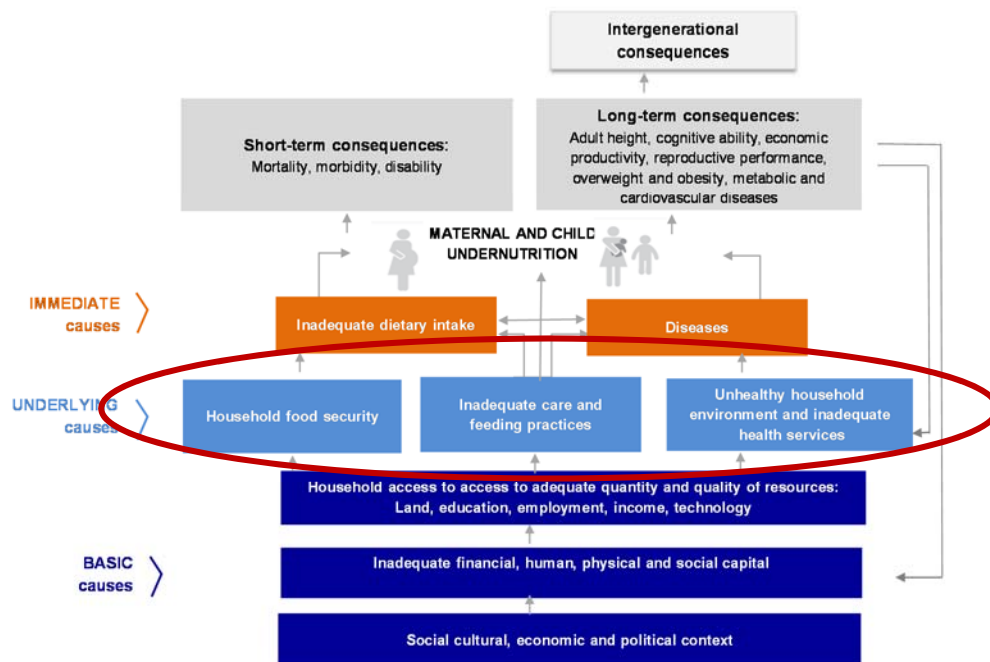 Intergenerational
consequences
Short-term consequences:
Mortality, morbidity, disability
Long-term consequences:
Adult height, cognitive ability, economic
productivity, reproductive performance,
overweight and obesity, metabolic and
cardiovascular diseases
MATERNAL AND CHILD
UNDERNUTRITION
IMMEDIATE
causes
Inadequate dietary intake
Diseases
UNDERLYING
causes
Household food security
Inadequate care and
feeding practices
Unhealthy household
environment and inadequate
health services
Household access to access to adequate quantity and quality of resources:
Land, education, employment, income, technology
BASIC
causes
Inadequate financial, human, physical and social capital
Social cultural, economic and political context